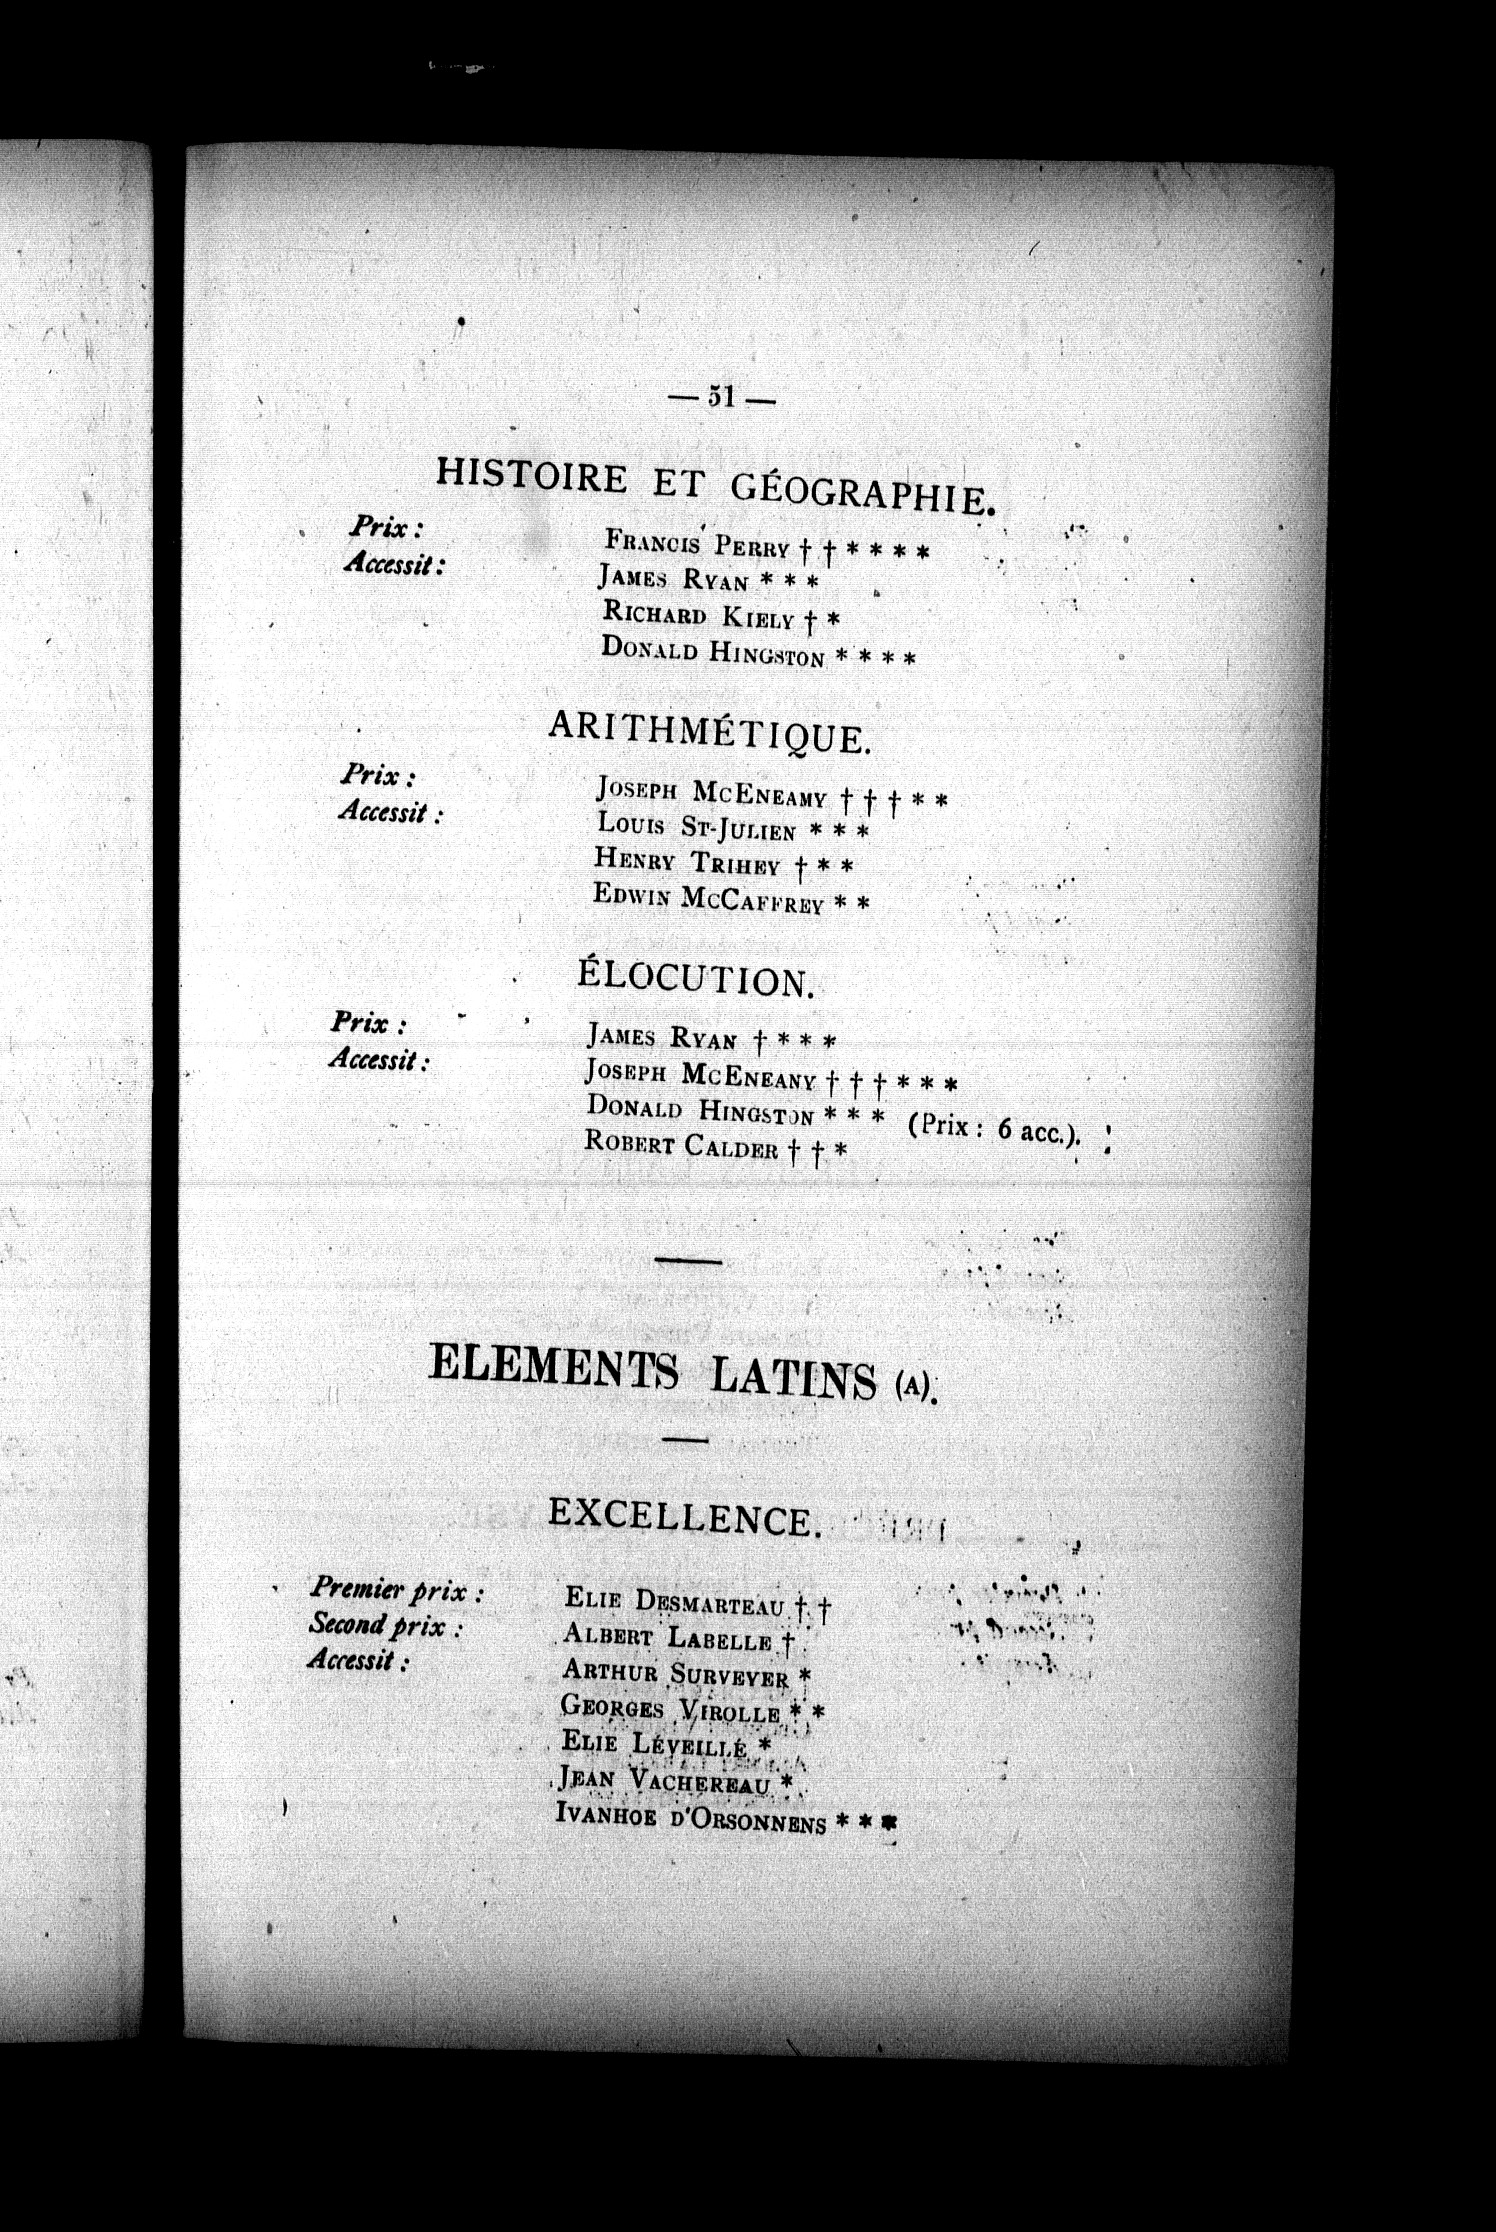 — 51 —
HISTOIRE ET GÉOGRAPHIE.
Prix : FRANCIS PERRY † † * * * *
Accessit : JAMES RYAN * * *
RICHARD KIELY † *
DONALD HINGSTON * * * *
ARITHMÉTIQUE.
Prix : JOSEPH MCENEAMY † † † * *
Accessit : LOUIS ST-JULIEN * * *
HENRY TRIHEY † * *
EDWIN MCCAFFREY * *
ÉLOCUTION.
Prix : JAMES RYAN † * * *
Accessit : JOSEPH MCENEANY † † † * * *
DONALD HINGSTON * * * (Prix : 6 acc.).
ROBERT CALDER † † *
ELEMENTS LATINS (A).
EXCELLENCE.
Premier prix : ELIE DESMARTEAU † †
Second prix : ALBERT LABELLE †
Accessit : ARTHUR SURVEYER *
GEORGES VIROLLE * *
ELIE LÉVEILLÉ *
JEAN VACHEREAU *
IVANHOE D'ORSONNENS * * *